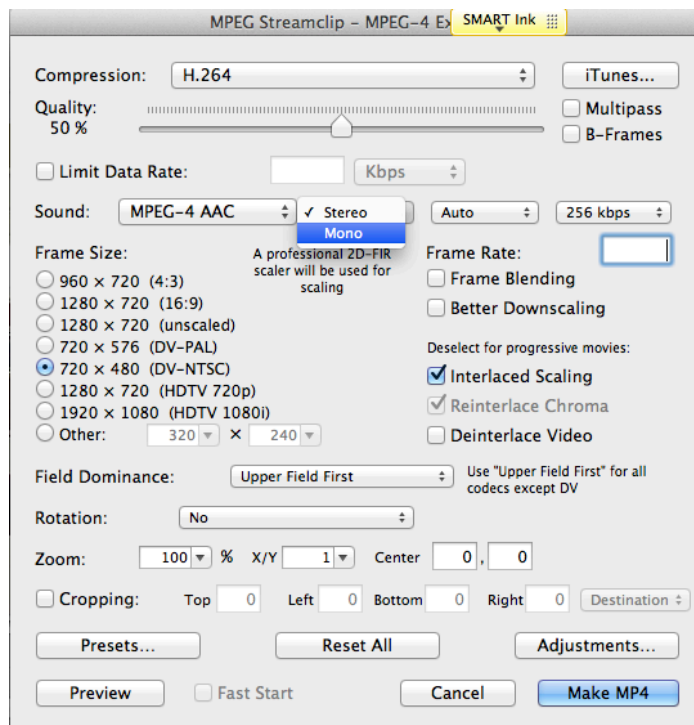 MPEG Streamclip – MPEG-4 Ex
SMART Ink
Compression: H.264 iTunes...
Quality: Multipass
50 % B-Frames
Limit Data Rate: Kbps
Sound: MPEG-4 AAC ✓ Stereo Auto 256 kbps
Mono
Frame Size: A professional 2D-FIR Frame Rate:
960 × 720 (4:3) scaler will be used for Frame Blending
1280 × 720 (16:9) scaling
1280 × 720 (unscaled) Better Downscaling
720 × 576 (DV-PAL) Deselect for progressive movies:
720 × 480 (DV-NTSC) Interlaced Scaling
1280 × 720 (HDTV 720p)
1920 × 1080 (HDTV 1080i) Reinterlace Chroma
Other: 320 × 240 Deinterlace Video
Field Dominance: Upper Field First Use "Upper Field First" for all
codecs except DV
Rotation: No
Zoom: 100 % X/Y 1 Center 0 , 0
Cropping: Top 0 Left 0 Bottom 0 Right 0 Destination
Presets... Reset All Adjustments...
Preview Fast Start Cancel Make MP4